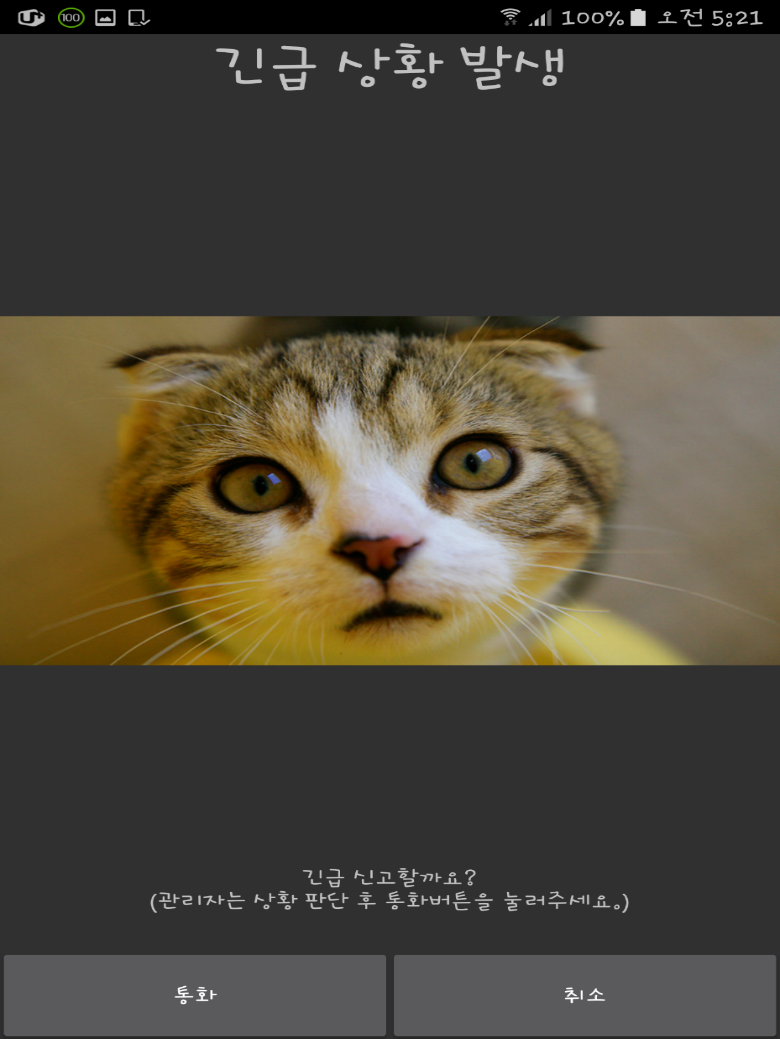 U+ 100 100% 오전 5:21
긴급 상황 발생
긴급 신고할까요?
(관리자는 상황 판단 후 통화버튼을 눌러주세요.)
통화 취소